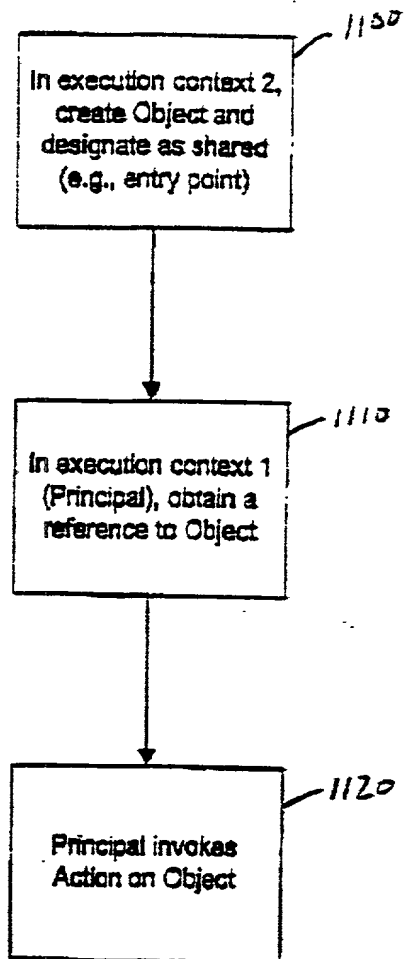 1100
In execution context 2,
create Object and
designate as shared
(e.g., entry point)
1110
In execution context 1
(Principal), obtain a
reference to Object
1120
Principal invokes
Action on Object